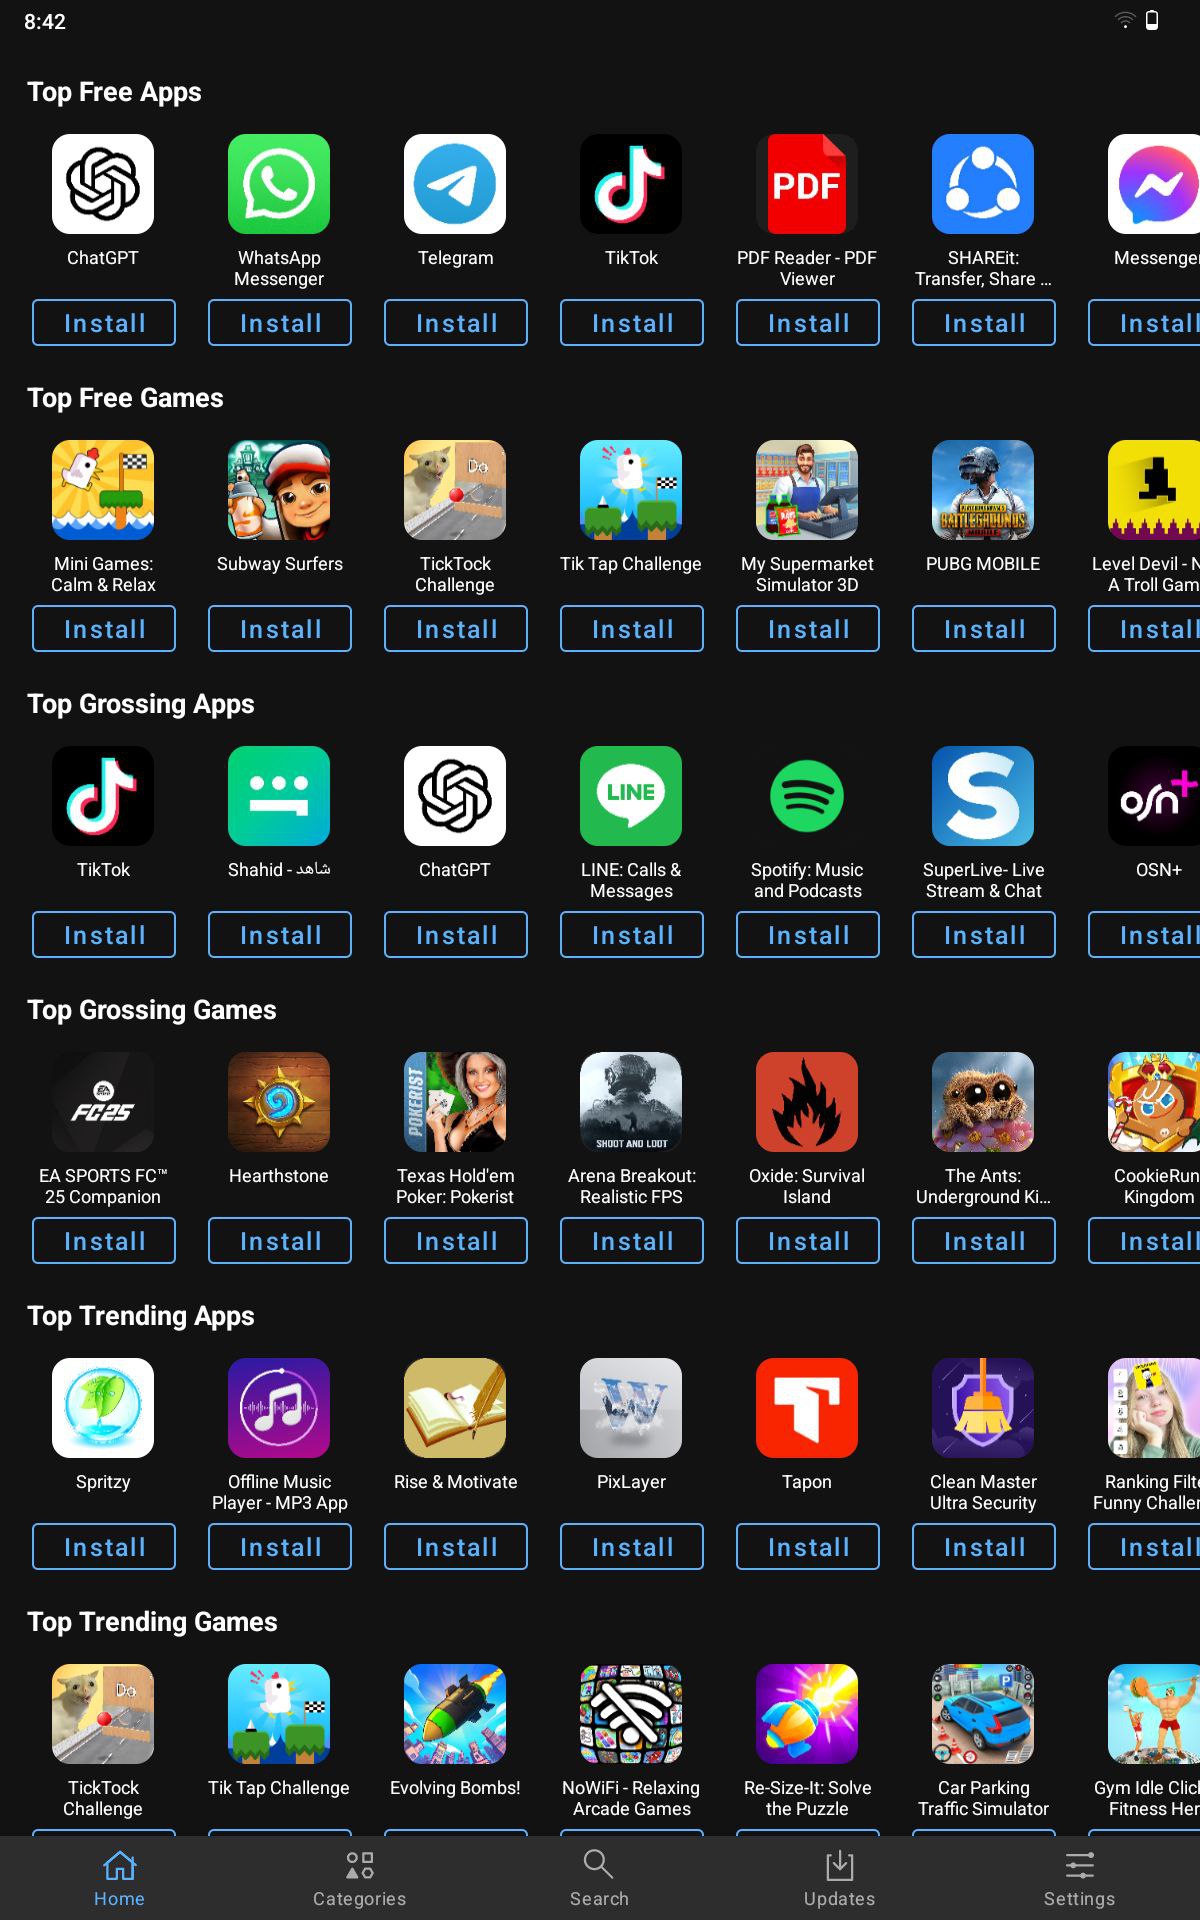 8:42
Top Free Apps
PDF
ChatGPT
WhatsApp
Messenger
Telegram
TikTok
PDF Reader - PDF
Viewer
SHAREit:
Transfer, Share ...
Messenger
Install
Install
Install
Install
Install
Install
Install
Top Free Games
Do
BATTLEGROUNDS
Mini Games:
Calm & Relax
Subway Surfers
TickTock
Challenge
Tik Tap Challenge
My Supermarket
Simulator 3D
PUBG MOBILE
Level Devil - N
A Troll Gam
Install
Install
Install
Install
Install
Install
Install
Top Grossing Apps
LINE
S
osn+
TikTok
Shahid - شاهد
ChatGPT
LINE: Calls &
Messages
Spotify: Music
and Podcasts
SuperLive- Live
Stream & Chat
OSN+
Install
Install
Install
Install
Install
Install
Install
Top Grossing Games
EA
SPORTS
FC25
POKERIST
SHOOT AND LOOT
EA SPORTS FC™
25 Companion
Hearthstone
Texas Hold'em
Poker: Pokerist
Arena Breakout:
Realistic FPS
Oxide: Survival
Island
The Ants:
Underground Ki...
CookieRun
Kingdom
Install
Install
Install
Install
Install
Install
Install
Top Trending Apps
W
T
Spritzy
Offline Music
Player - MP3 App
Rise & Motivate
PixLayer
Tapon
Clean Master
Ultra Security
Ranking Filte
Funny Challen
Install
Install
Install
Install
Install
Install
Install
Top Trending Games
Do
P
TickTock
Challenge
Tik Tap Challenge
Evolving Bombs!
NoWiFi - Relaxing
Arcade Games
Re-Size-It: Solve
the Puzzle
Car Parking
Traffic Simulator
Gym Idle Click
Fitness Her
Home
Categories
Search
Updates
Settings